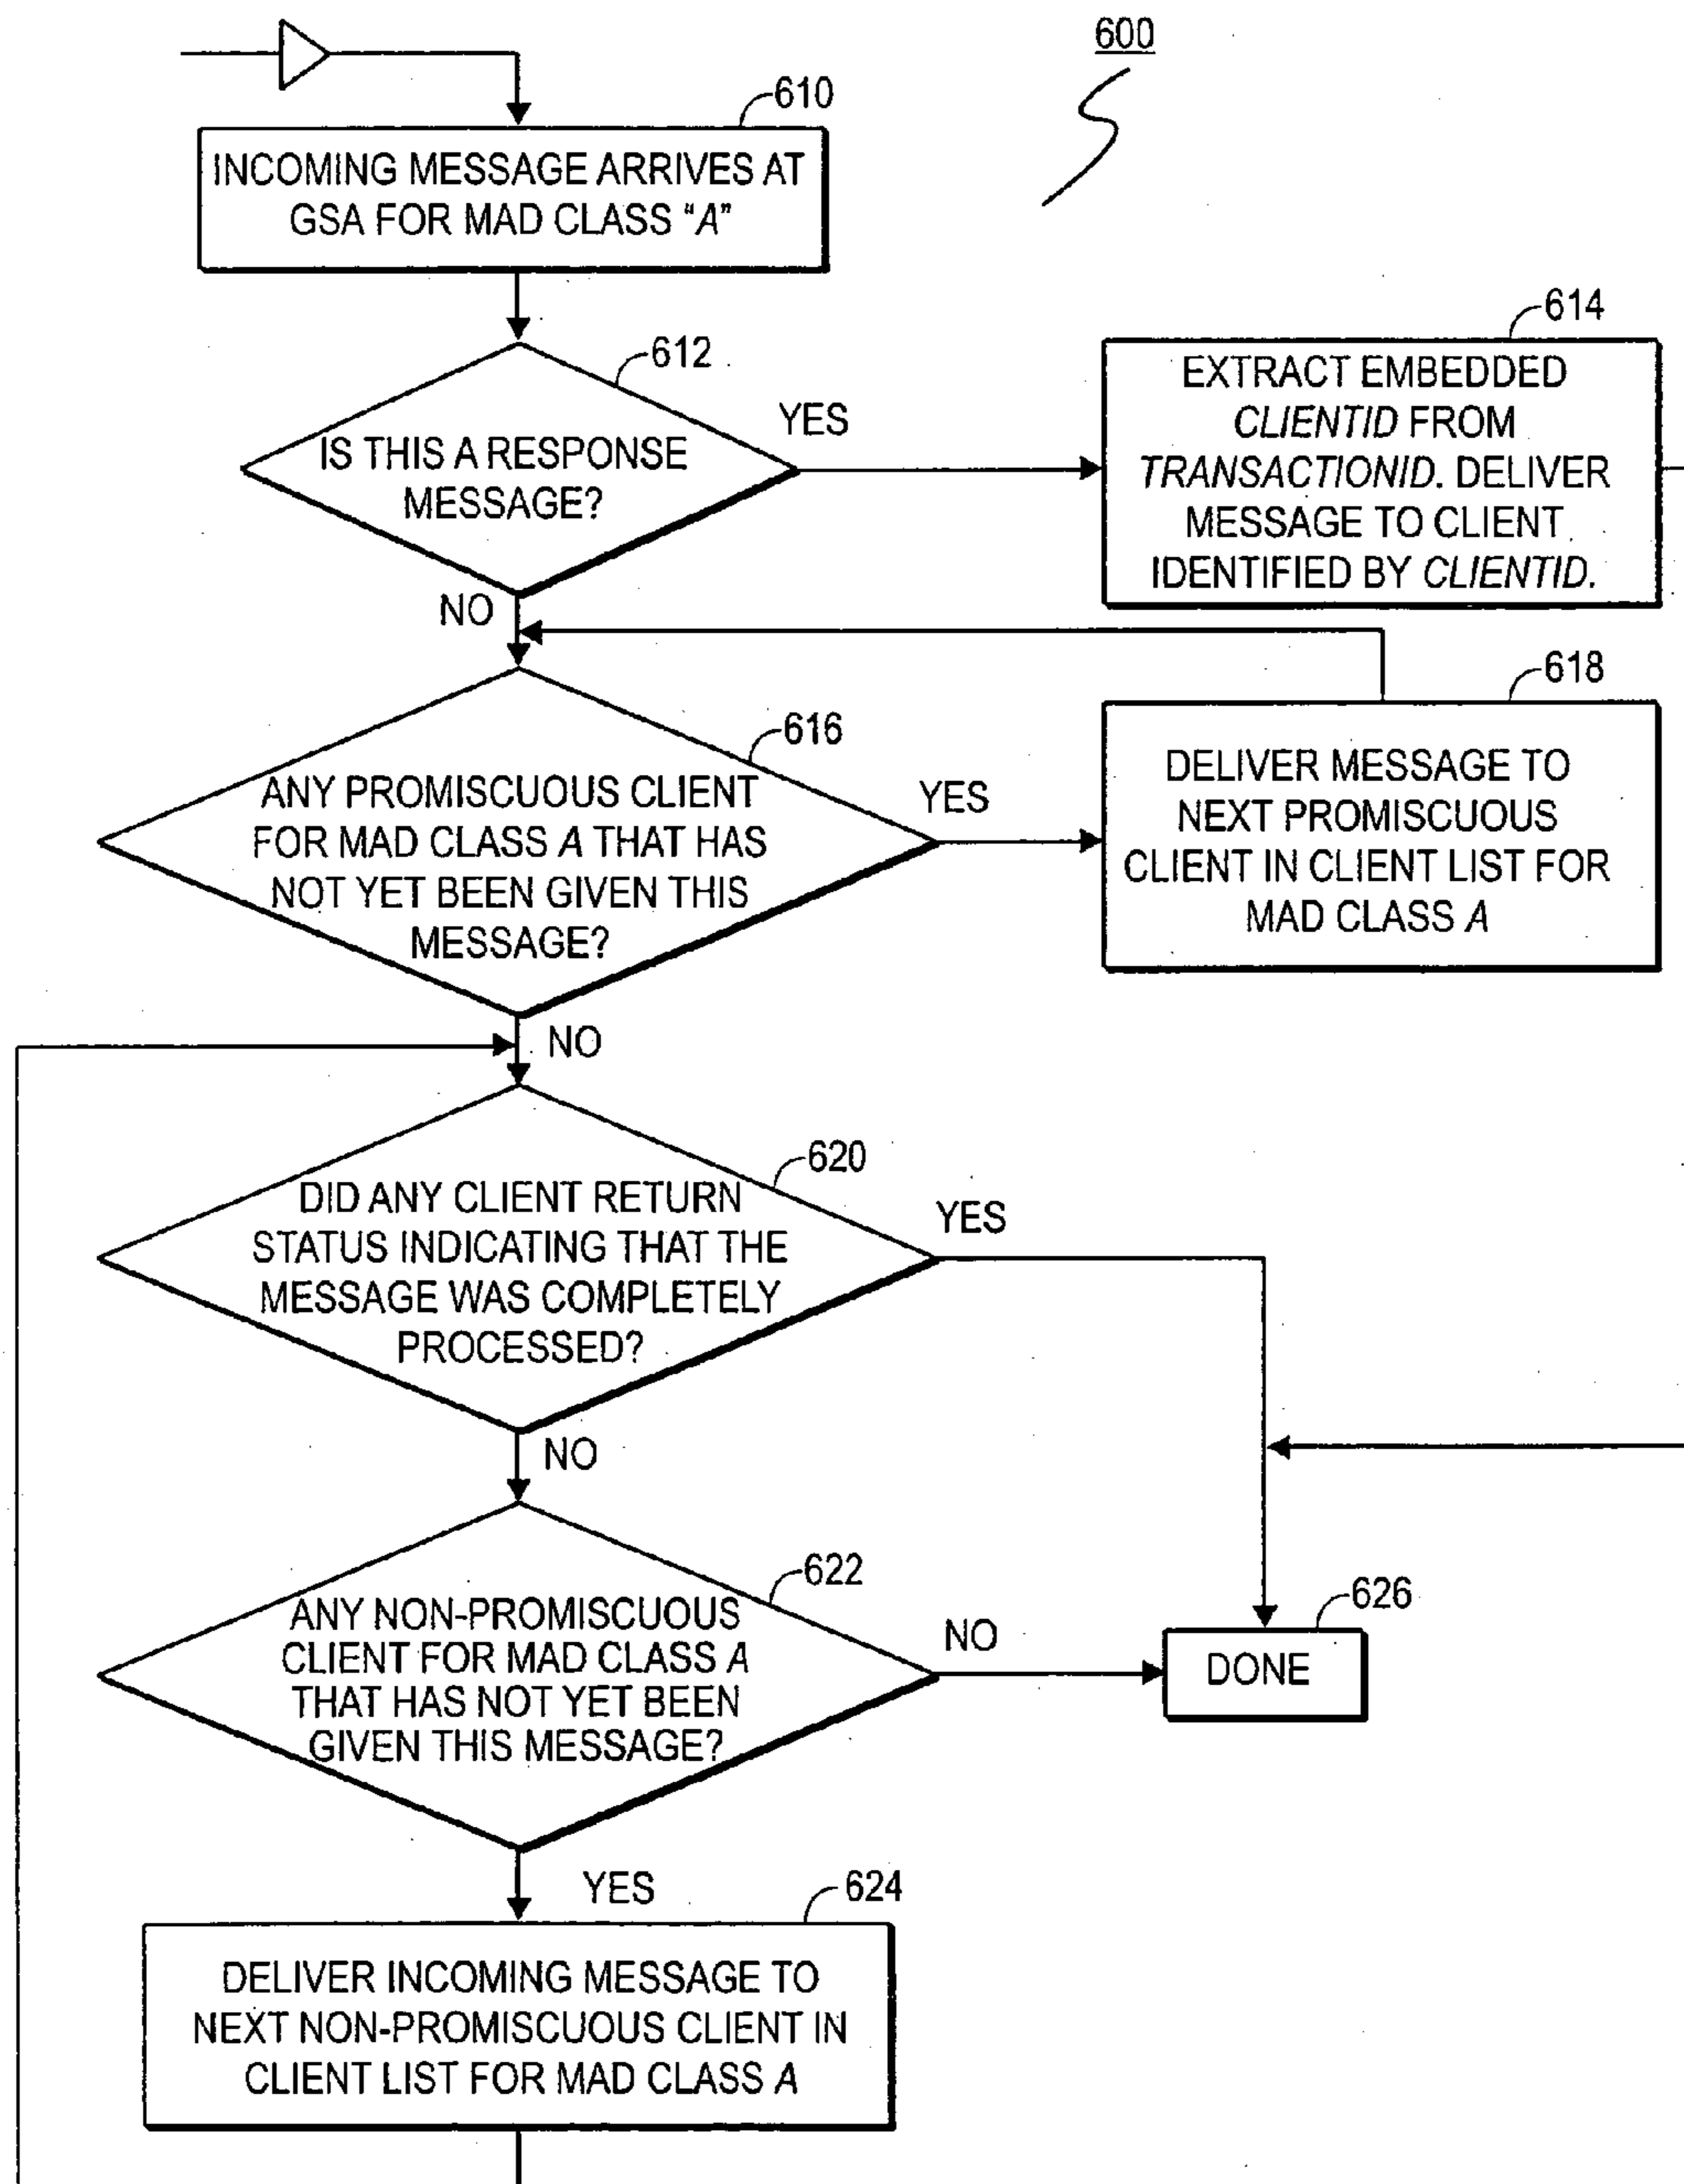 600
610
INCOMING MESSAGE ARRIVES AT
GSA FOR MAD CLASS “A”
612
IS THIS A RESPONSE
MESSAGE?
YES
614
EXTRACT EMBEDDED
CLIENTID FROM
TRANSACTIONID. DELIVER
MESSAGE TO CLIENT
IDENTIFIED BY CLIENTID.
NO
616
ANY PROMISCUOUS CLIENT
FOR MAD CLASS A THAT HAS
NOT YET BEEN GIVEN THIS
MESSAGE?
YES
618
DELIVER MESSAGE TO
NEXT PROMISCUOUS
CLIENT IN CLIENT LIST FOR
MAD CLASS A
NO
620
DID ANY CLIENT RETURN
STATUS INDICATING THAT THE
MESSAGE WAS COMPLETELY
PROCESSED?
YES
NO
622
ANY NON-PROMISCUOUS
CLIENT FOR MAD CLASS A
THAT HAS NOT YET BEEN
GIVEN THIS MESSAGE?
NO
626
DONE
YES
624
DELIVER INCOMING MESSAGE TO
NEXT NON-PROMISCUOUS CLIENT IN
CLIENT LIST FOR MAD CLASS A